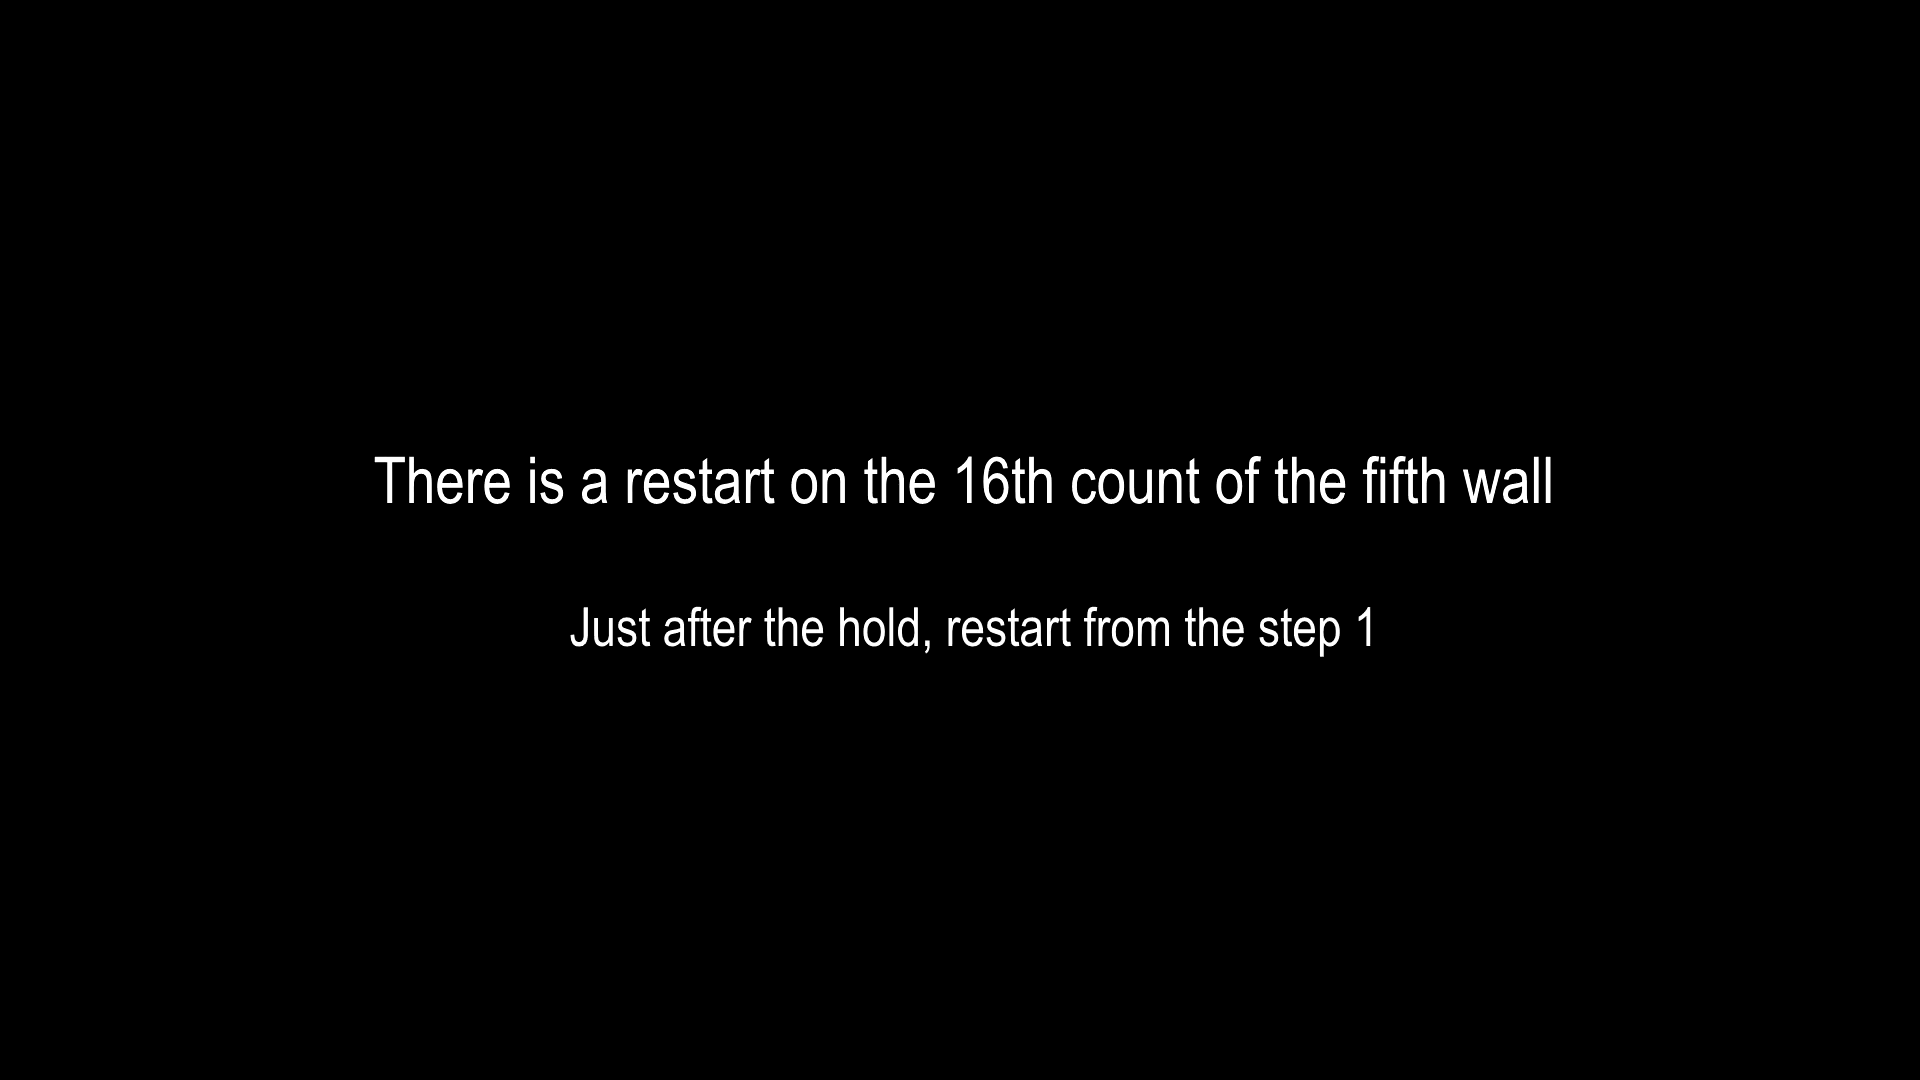 There is a restart on the 16th count of the fifth wall
Just after the hold, restart from the step 1